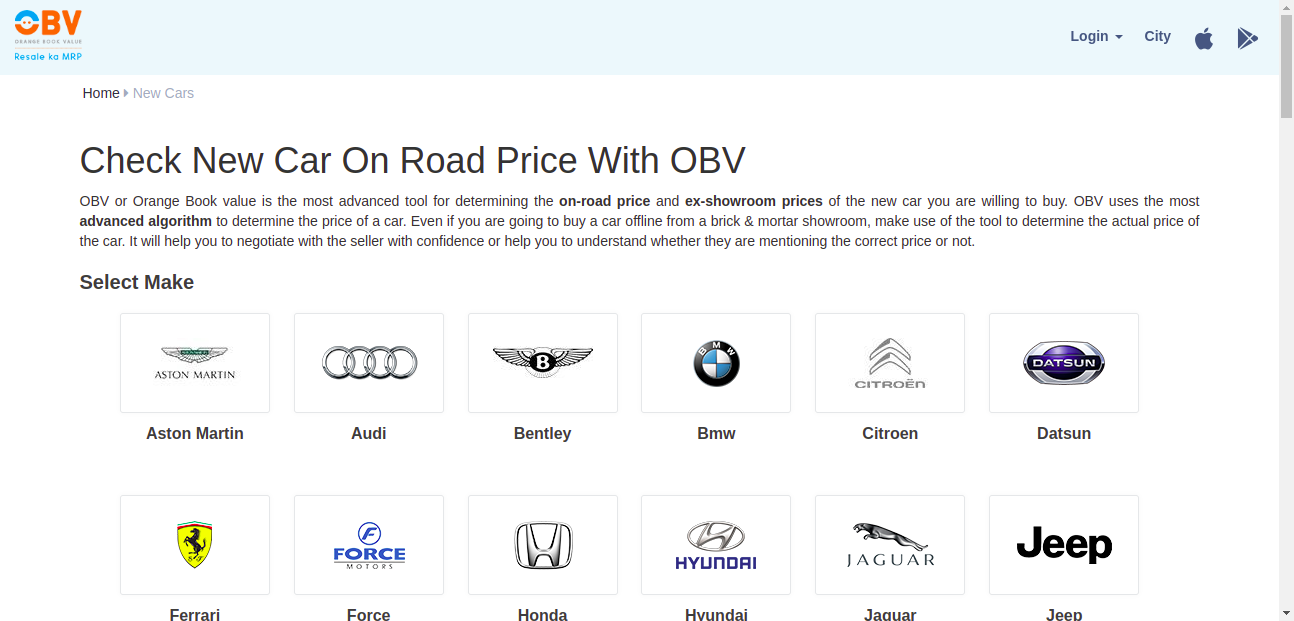 OBV
ORANGE BOOK VALUE
Resale ka MRP
Login
City
Home
New Cars
Check New Car On Road Price With OBV
OBV or Orange Book value is the most advanced tool for determining the on-road price and ex-showroom prices of the new car you are willing to buy. OBV uses the most
advanced algorithm to determine the price of a car. Even if you are going to buy a car offline from a brick & mortar showroom, make use of the tool to determine the actual price of
the car. It will help you to negotiate with the seller with confidence or help you to understand whether they are mentioning the correct price or not.
Select Make
ASTON MARTIN
B
BMW
CITROËN
DATSUN
Aston Martin
Audi
Bentley
Bmw
Citroen
Datsun
FORCE
MOTORS
HYUNDAI
JAGUAR
Jeep
Ferrari
Force
Honda
Hyundai
Jaguar
Jeep